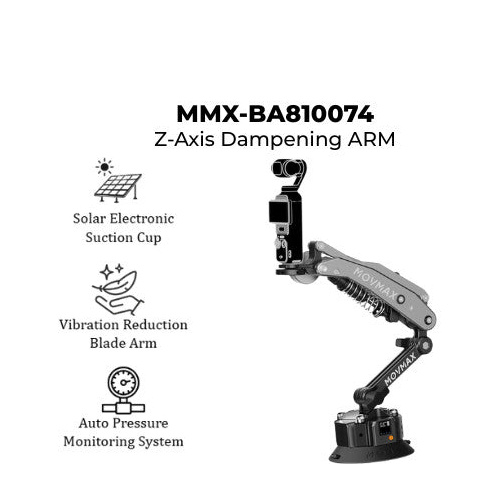 MMX-BA810074
Z-Axis Dampening ARM
Solar Electronic
Suction Cup
Vibration Reduction
Blade Arm
Auto Pressure
Monitoring System
MOVMAX
MOVMAX